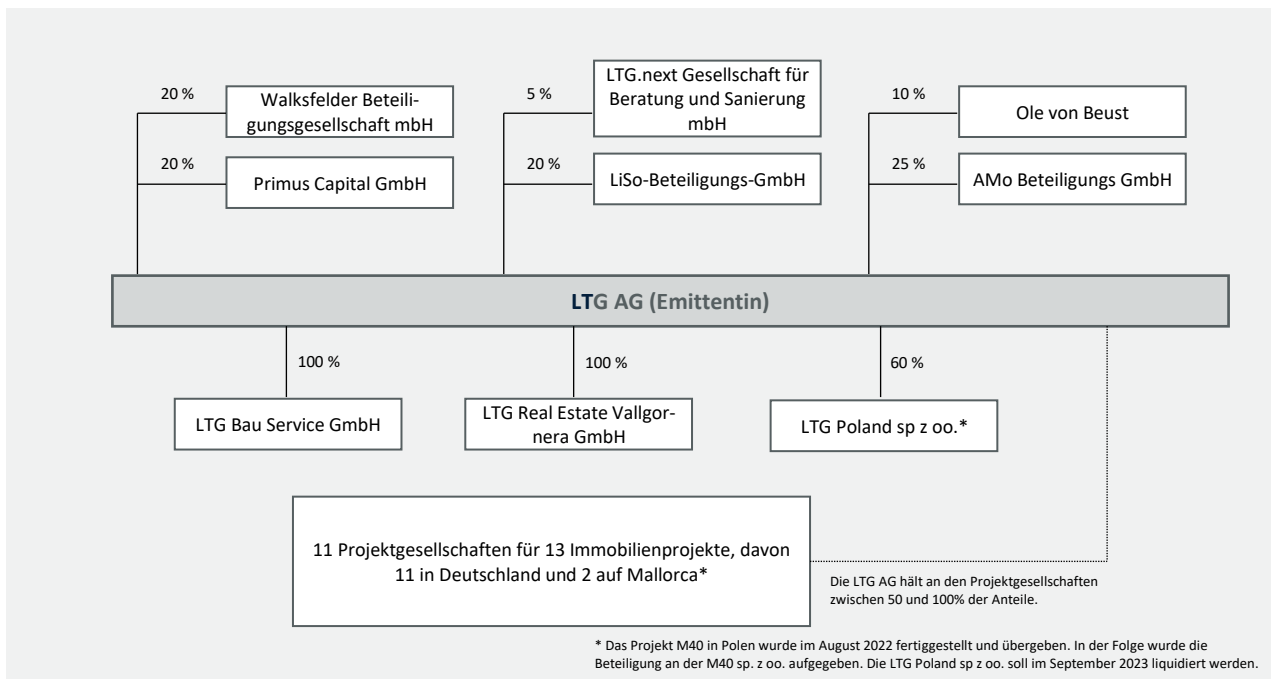 20 %
Walksfelder Beteili-
gungsgesellschaft mbH
20 %
Primus Capital GmbH
5 %
LTG.next Gesellschaft für
Beratung und Sanierung
mbH
20 %
LiSo-Beteiligungs-GmbH
10 %
Ole von Beust
25 %
AMo Beteiligungs GmbH
LTG AG (Emittentin)
100 %
LTG Bau Service GmbH
100 %
LTG Real Estate Vallgor-
nera GmbH
60 %
LTG Poland sp z oo.*
11 Projektgesellschaften für 13 Immobilienprojekte, davon
11 in Deutschland und 2 auf Mallorca*
Die LTG AG hält an den Projektgesellschaften
zwischen 50 und 100% der Anteile.
* Das Projekt M40 in Polen wurde im August 2022 fertiggestellt und übergeben. In der Folge wurde die
Beteiligung an der M40 sp. z oo. aufgegeben. Die LTG Poland sp z oo. soll im September 2023 liquidiert werden.